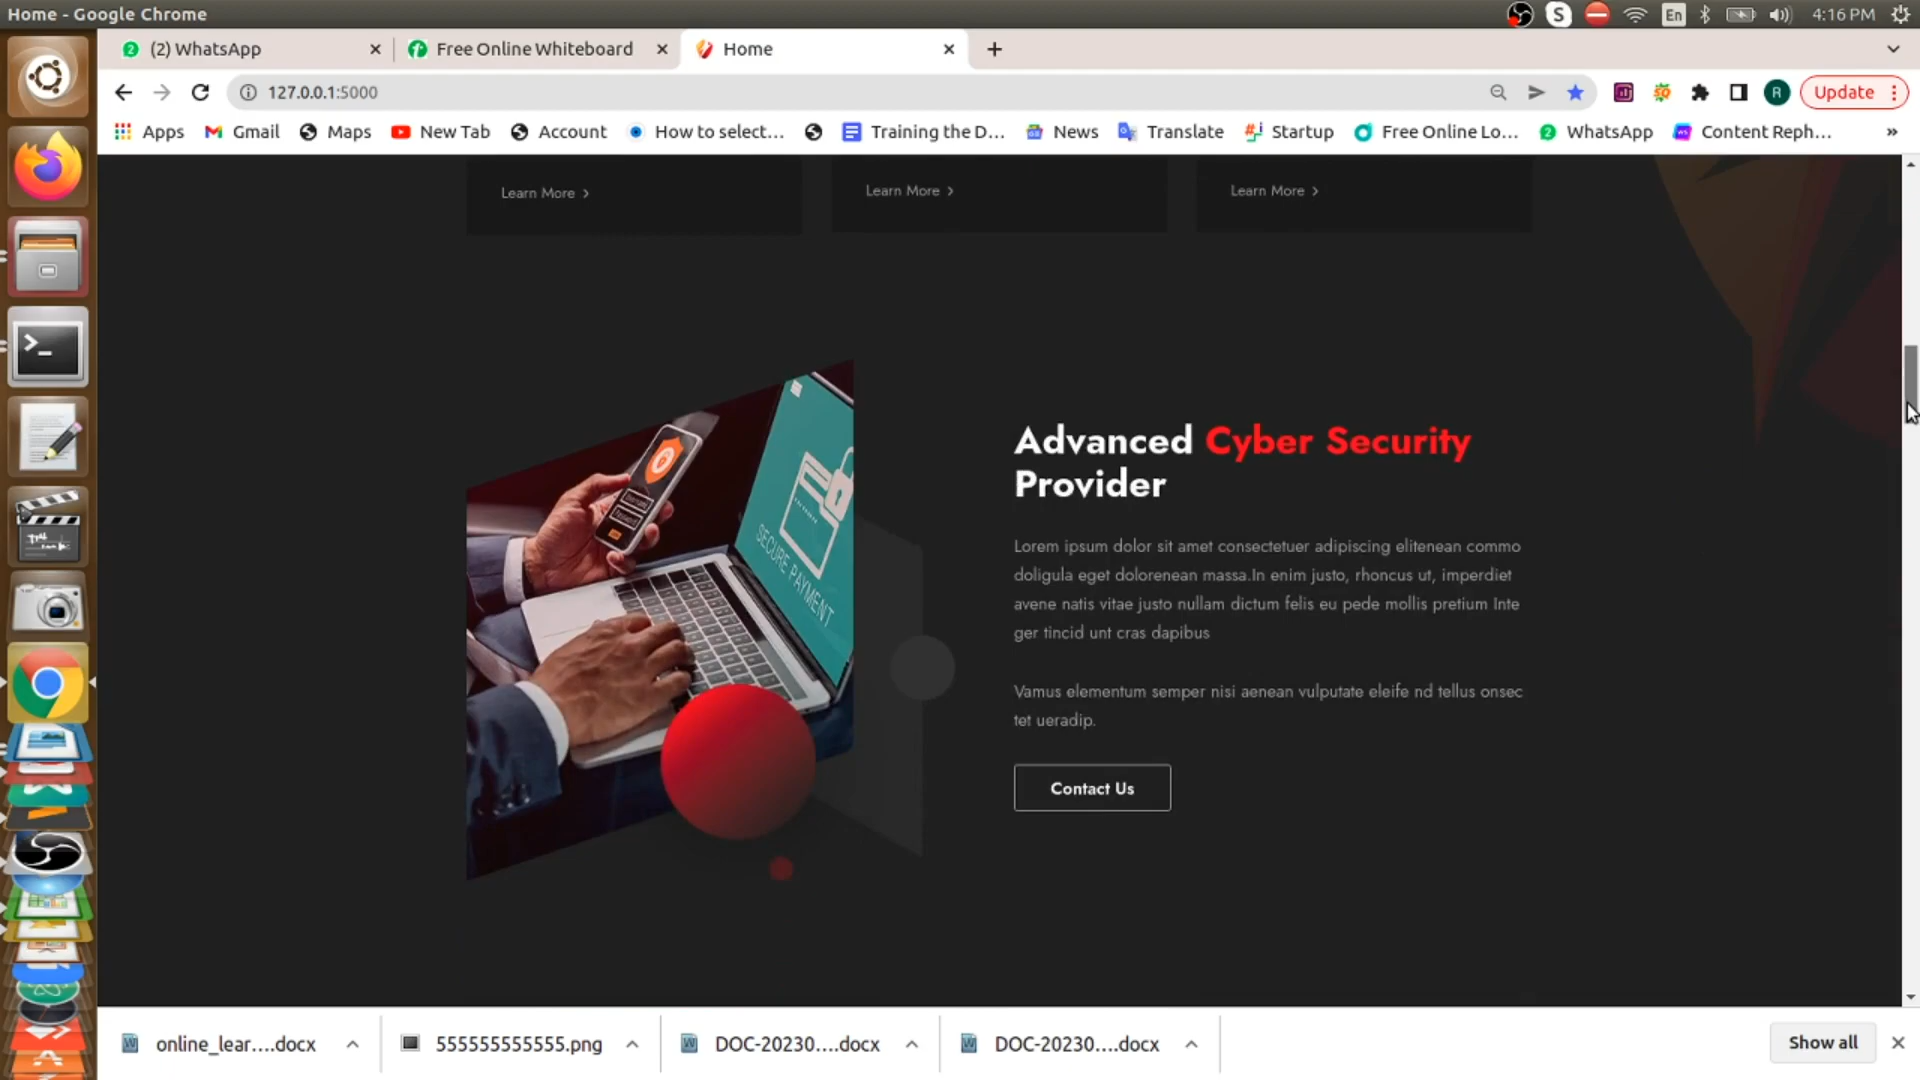 Home - Google Chrome
En
4:16 PM
(2) WhatsApp
Free Online Whiteboard
Home
127.0.0.1:5000
R
Update
Apps
Gmail
Maps
New Tab
Account
How to select...
Training the D...
News
Translate
Startup
Free Online Lo...
WhatsApp
Content Reph...
Learn More
Learn More
Learn More
SECURE PAYMENT
Advanced Cyber Security
Provider
Lorem ipsum dolor sit amet consectetuer adipiscing elitenean commo
doligula eget dolorenean massa.In enim justo, rhoncus ut, imperdiet
avene natis vitae justo nullam dictum felis eu pede mollis pretium Inte
ger tincid unt cras dapibus
Vamus elementum semper nisi aenean vulputate eleife nd tellus onsec
tet ueradip.
Contact Us
online_lear....docx
555555555555.png
DOC-20230....docx
DOC-20230....docx
Show all